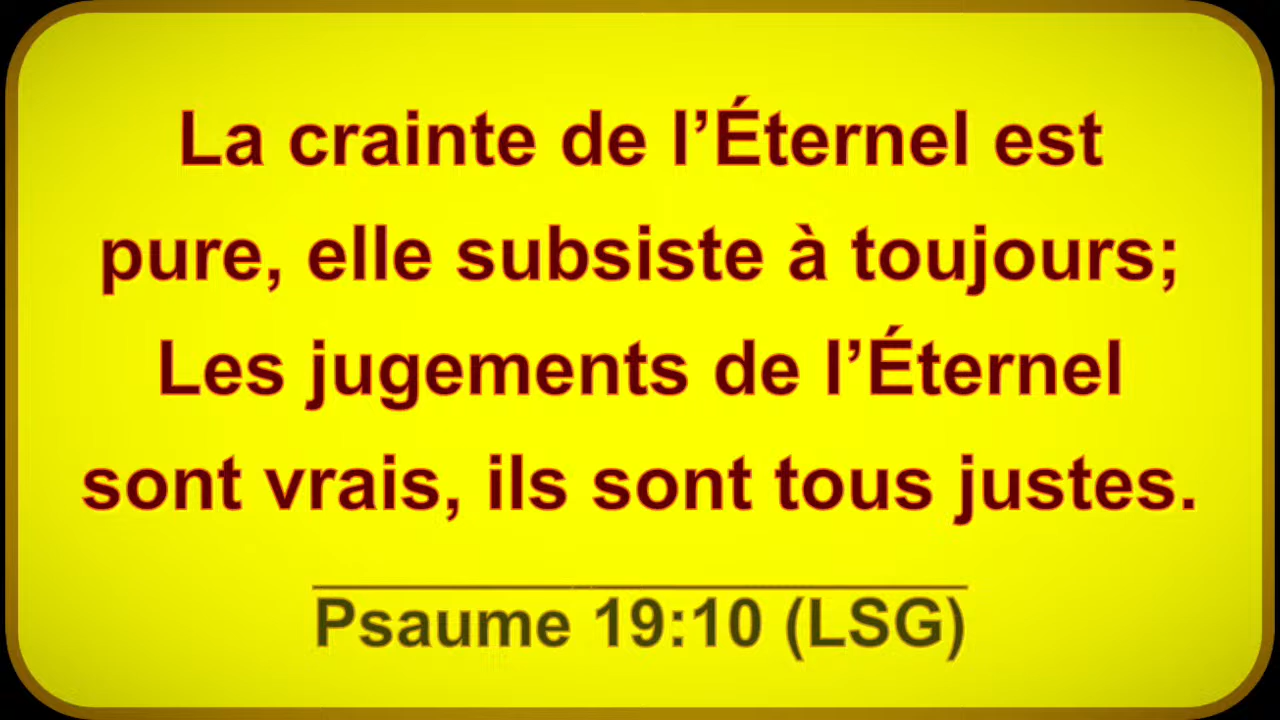 La crainte de l’Éternel est
pure, elle subsiste à toujours;
Les jugements de l’Éternel
sont vrais, ils sont tous justes.
Psaume 19:10 (LSG)